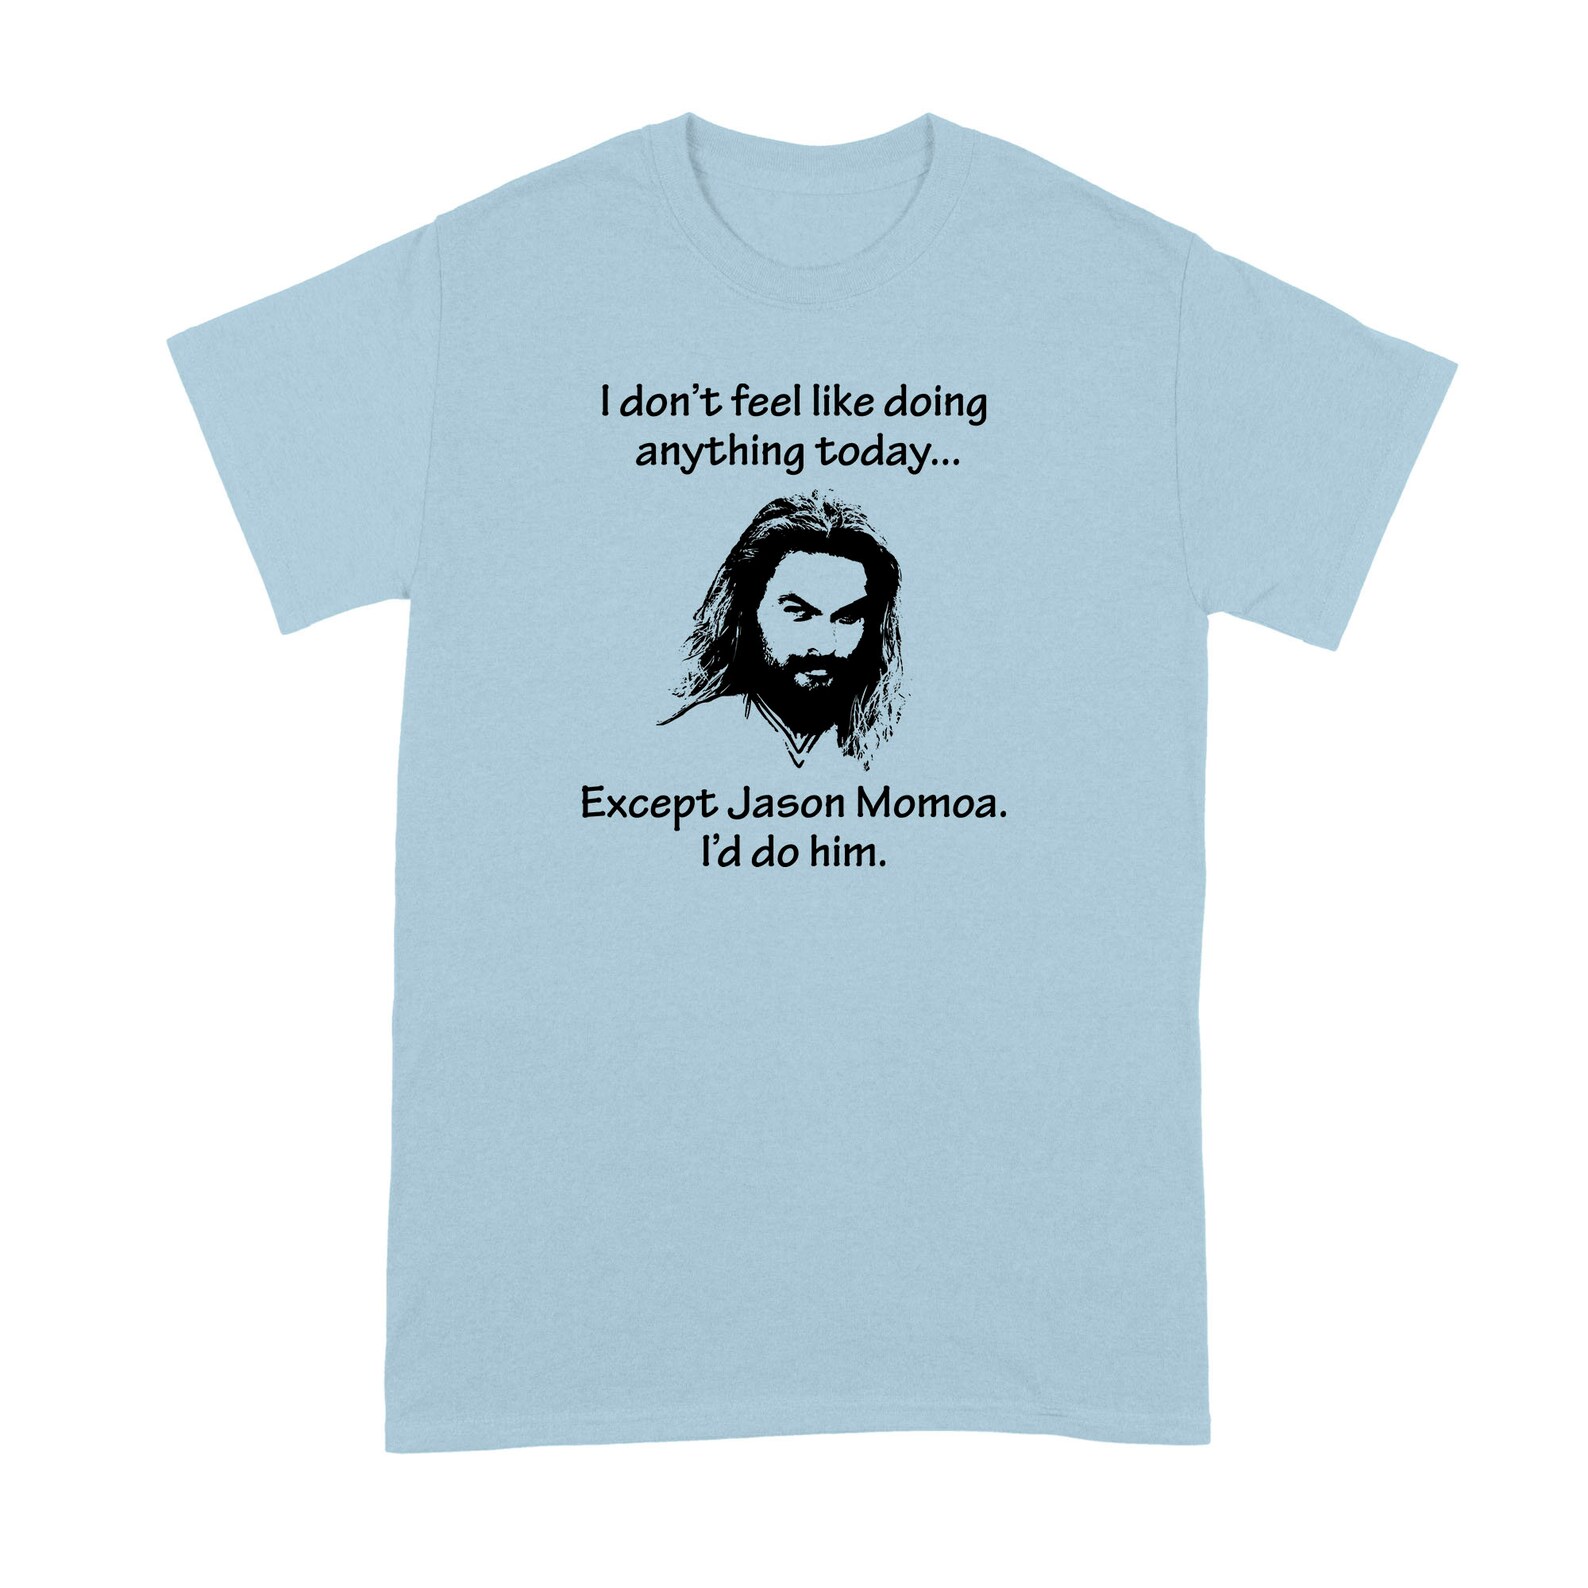 I don’t feel like doing
anything today...
Except Jason Momoa.
I’d do him.